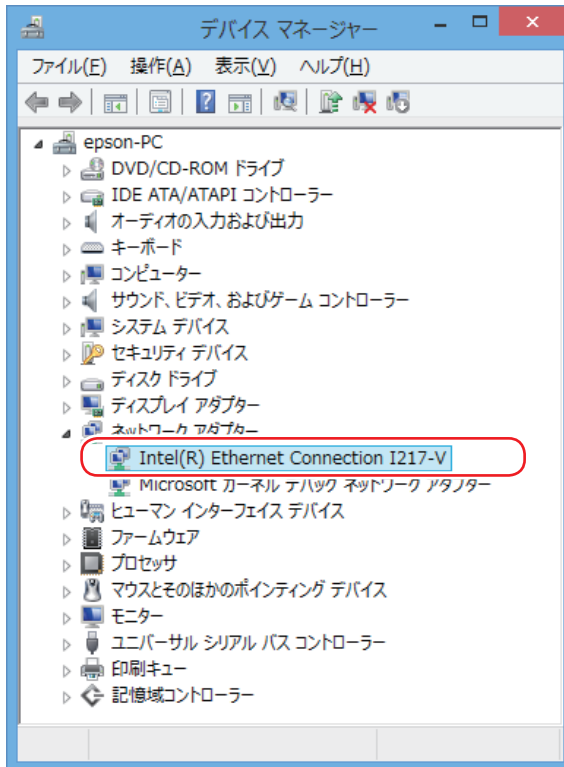 デバイス マネージャー
ファイル(F) 操作(A) 表示(V) ヘルプ(H)
epson-PC
DVD/CD-ROM ドライブ
IDE ATA/ATAPI コントローラー
オーディオの入力および出力
キーボード
コンピューター
サウンド、ビデオ、およびゲーム コントローラー
システム デバイス
セキュリティ デバイス
ディスク ドライブ
ディスプレイ アダプター
ネットワーク アダプター
Intel(R) Ethernet Connection I217-V
Microsoft カーネル デバッグ ネットワーク アダプター
ヒューマン インターフェイス デバイス
ファームウェア
プロセッサ
マウスとそのほかのポインティング デバイス
モニター
ユニバーサル シリアル バス コントローラー
印刷キュー
記憶域コントローラー